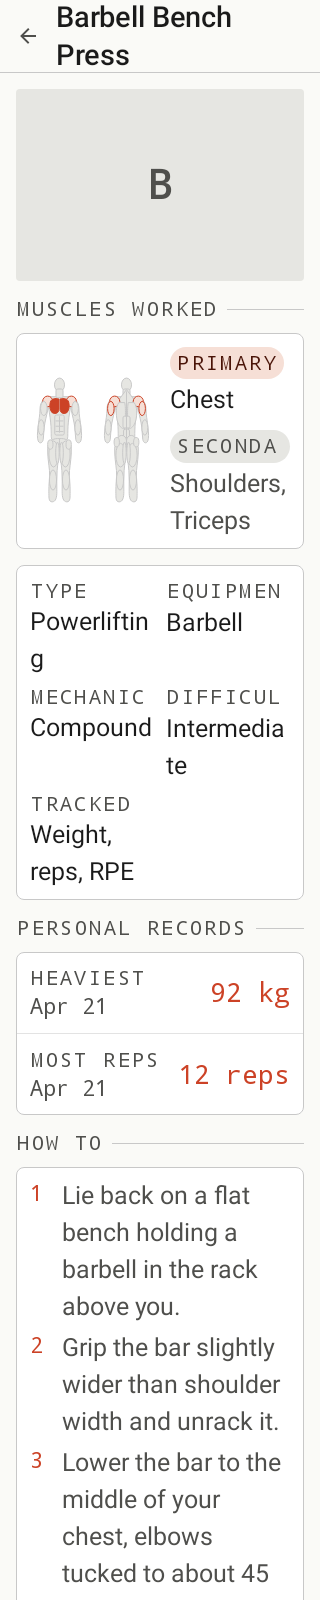 Barbell Bench
Press
B
MUSCLES WORKED
PRIMARY
Chest
SECONDA
Shoulders,
Triceps
TYPE
Powerliftin
g
EQUIPMEN
Barbell
MECHANIC
Compound
DIFFICUL
Intermedia
te
TRACKED
Weight,
reps, RPE
PERSONAL RECORDS
HEAVIEST
Apr 21
92 kg
MOST REPS
Apr 21
12 reps
HOW TO
1 Lie back on a flat
bench holding a
barbell in the rack
above you.
2 Grip the bar slightly
wider than shoulder
width and unrack it.
3 Lower the bar to the
middle of your
chest, elbows
tucked to about 45